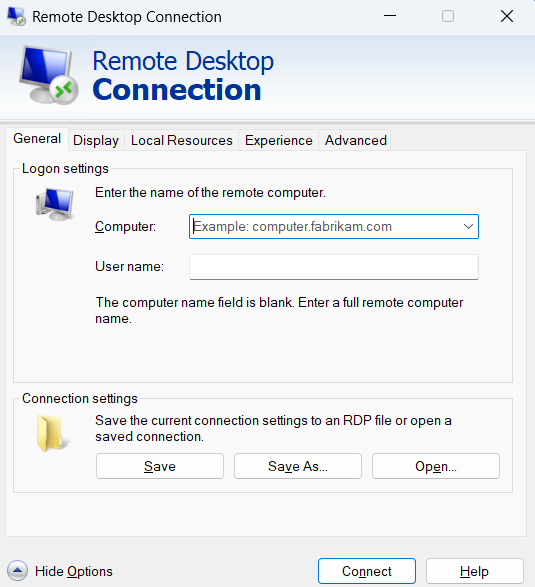 Remote Desktop Connection
Remote Desktop
Connection
General Display Local Resources Experience Advanced
Logon settings
Enter the name of the remote computer.
Computer: Example: computer.fabrikam.com
User name:
The computer name field is blank. Enter a full remote computer
name.
Connection settings
Save the current connection settings to an RDP file or open a
saved connection.
Save Save As... Open...
Hide Options Connect Help